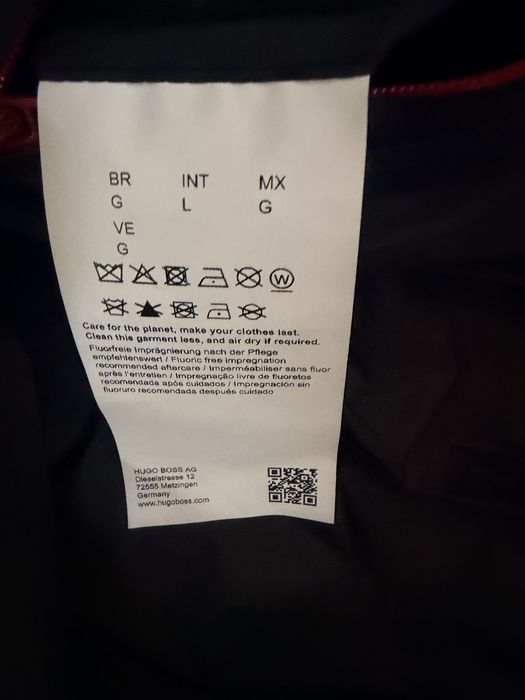 BR INT MX
G L G
VE
G
W
Care for the planet, make your clothes last.
Clean this garment less, and air dry if required.
Fluorfreie Imprägnierung nach der Pflege
empfehlenswert / Fluoric free impregnation
recommended aftercare / Imperméabiliser sans fluor
après l'entretien / Impregnação livre de fluoretos
recomendada após cuidados / Impregnación sin
fluoruro recomendada después cuidado
HUGO BOSS AG
Dieselstrasse 12
72555 Metzingen
Germany
www.hugoboss.com